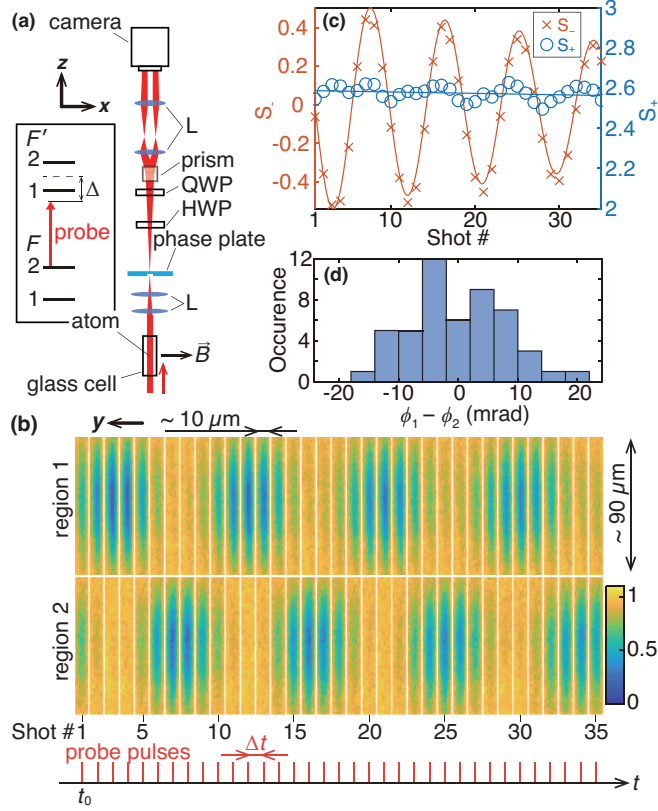 (a)
camera
z
x
L
prism
QWP
HWP
phase plate
L
atom
B
glass cell
F′
2
1
Δ
probe
F
2
1
(c)
S₋
S₊
0.4
0.2
0
-0.2
-0.4
S₋
3
2.8
2.6
2.4
2.2
2
S₊
1 10 20 30
Shot #
(d)
12
8
4
0
Occurence
-20 -10 0 10 20
ϕ₁ − ϕ₂ (mrad)
(b)
y
~ 10 µm
region 1
~ 90 µm
region 2
1
0.5
0
Shot #1 5 10 15 20 25 30 35
probe pulses
Δt
t₀
t